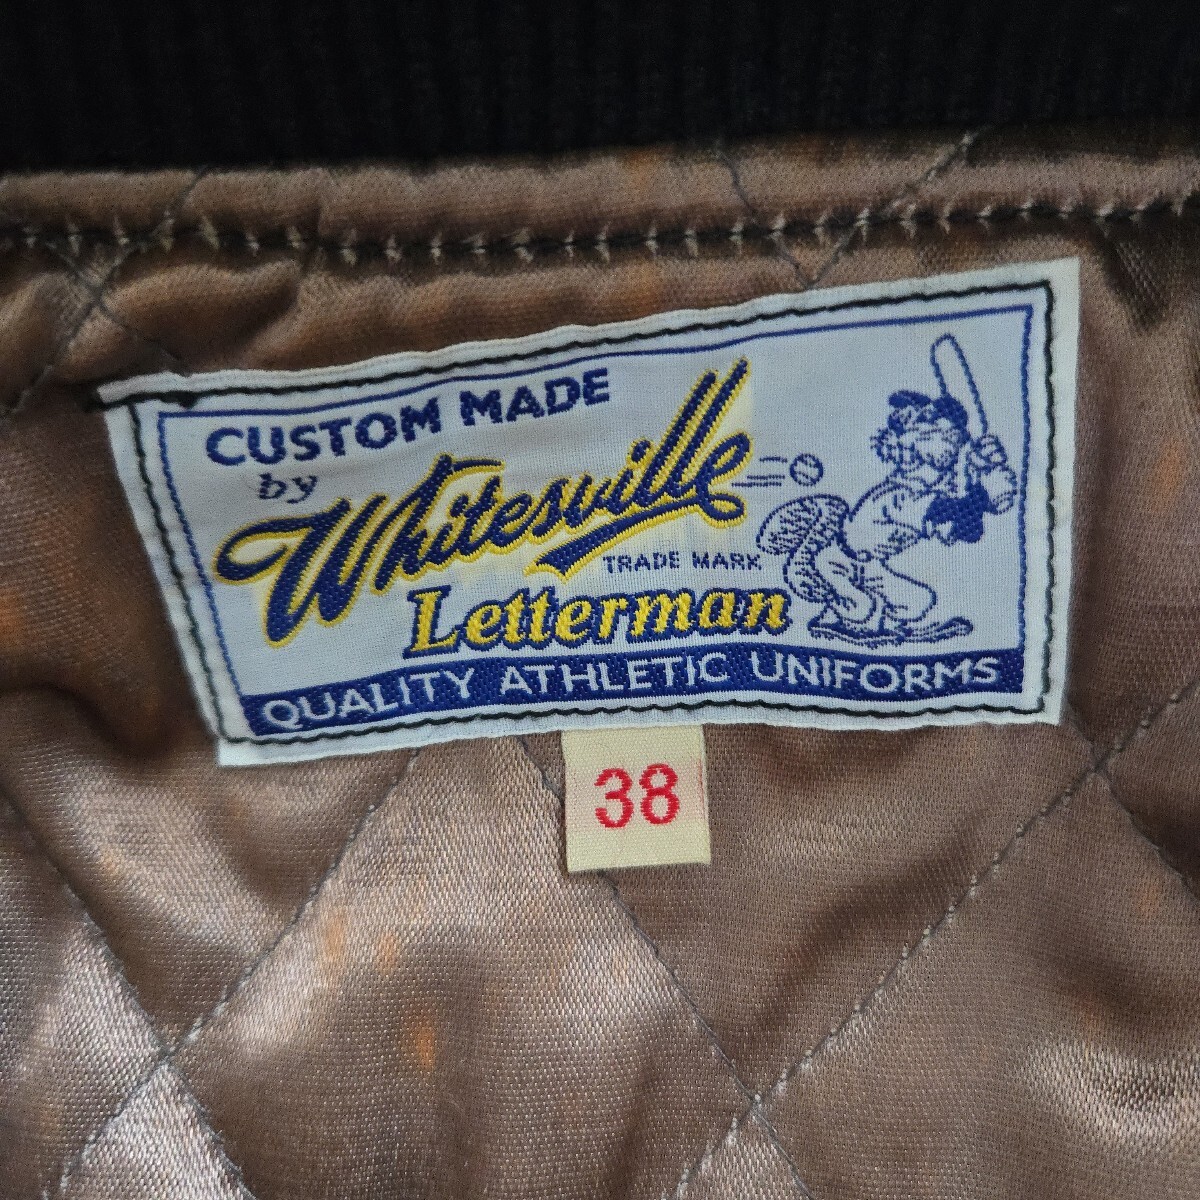 CUSTOM MADE
by
Whitesville
TRADE MARK
Letterman
QUALITY ATHLETIC UNIFORMS
38